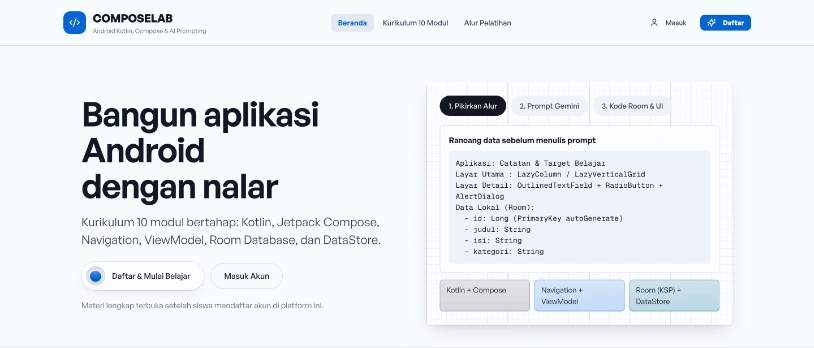 COMPOSELAB
Android Kotlin, Compose & AI Prompting
Beranda
Kurikulum 10 Modul
Alur Pelatihan
Masuk
Daftar
Bangun aplikasi
Android
dengan nalar
Kurikulum 10 modul bertahap: Kotlin, Jetpack Compose,
Navigation, ViewModel, Room Database, dan DataStore.
Daftar & Mulai Belajar
Masuk Akun
Materi lengkap terbuka setelah siswa mendaftar akun di platform ini.
1. Pikirkan Alur
2. Prompt Gemini
3. Kode Room & UI
Rancang data sebelum menulis prompt
Aplikasi: Catatan & Target Belajar
Layar Utama : LazyColumn / LazyVerticalGrid
Layar Detail: OutlinedTextField + RadioButton +
AlertDialog
Data Lokal (Room):
- id: Long (PrimaryKey autoGenerate)
- judul: String
- isi: String
- kategori: String
Kotlin + Compose
Navigation +
ViewModel
Room (KSP) +
DataStore